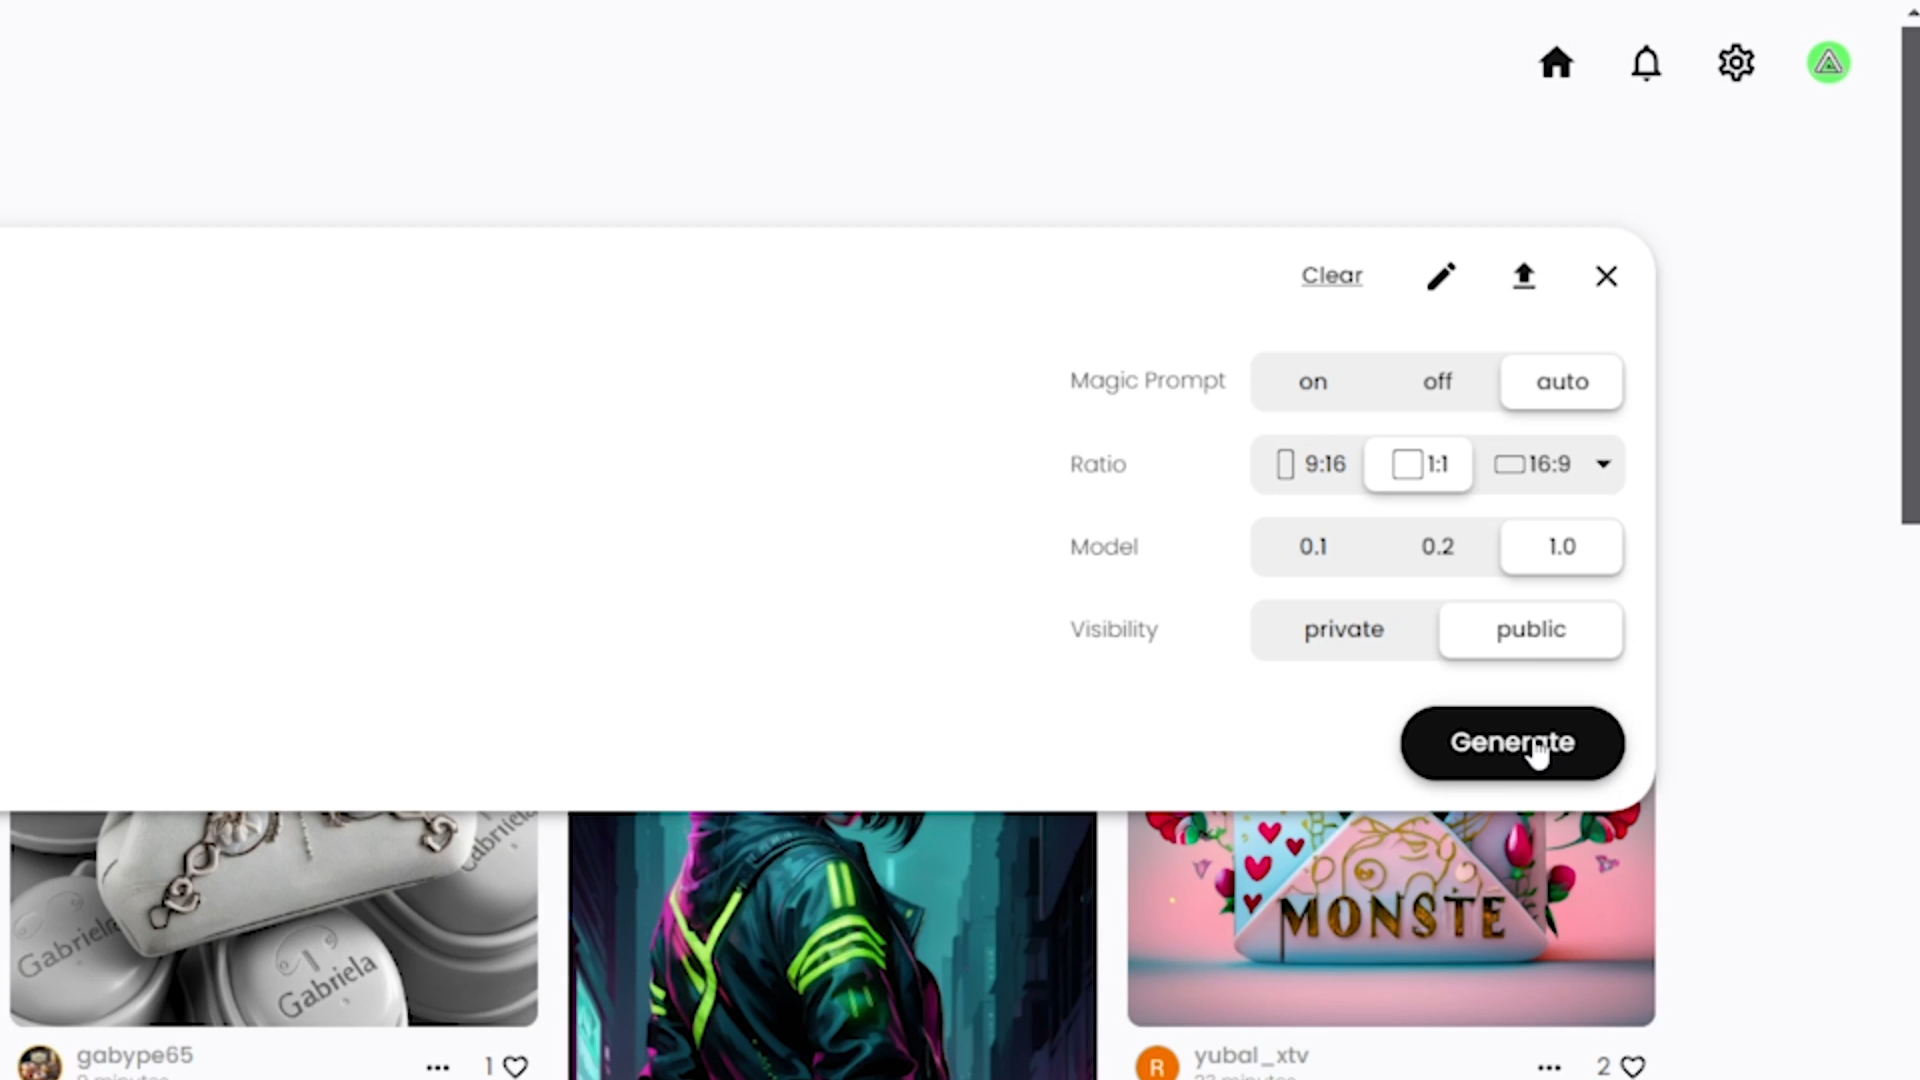 Clear
Magic Prompt on off auto
Ratio 9:16 1:1 16:9
Model 0.1 0.2 1.0
Visibility private public
Generate
Gabriela
Gabriela
Gabriela
MONSTE
gabype65
1
yubal_xtv
R
2